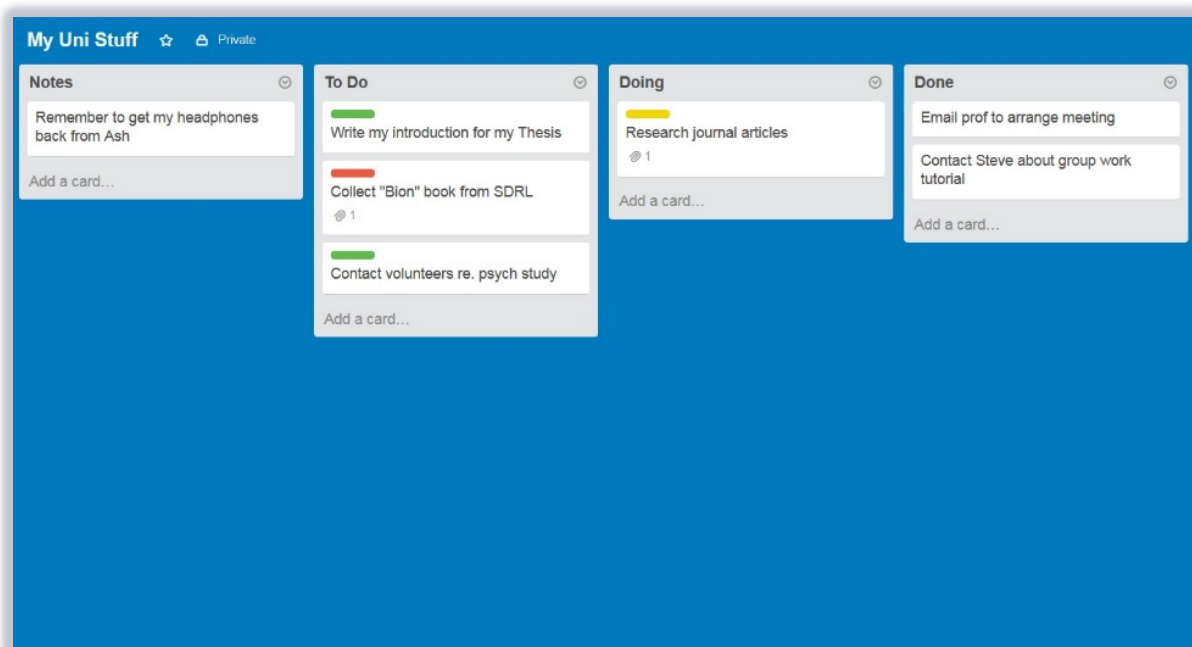 My Uni Stuff Private
Notes
Remember to get my headphones
back from Ash
Add a card...
To Do
Write my introduction for my Thesis
Collect "Bion" book from SDRL
1
Contact volunteers re. psych study
Add a card...
Doing
Research journal articles
1
Add a card...
Done
Email prof to arrange meeting
Contact Steve about group work
tutorial
Add a card...